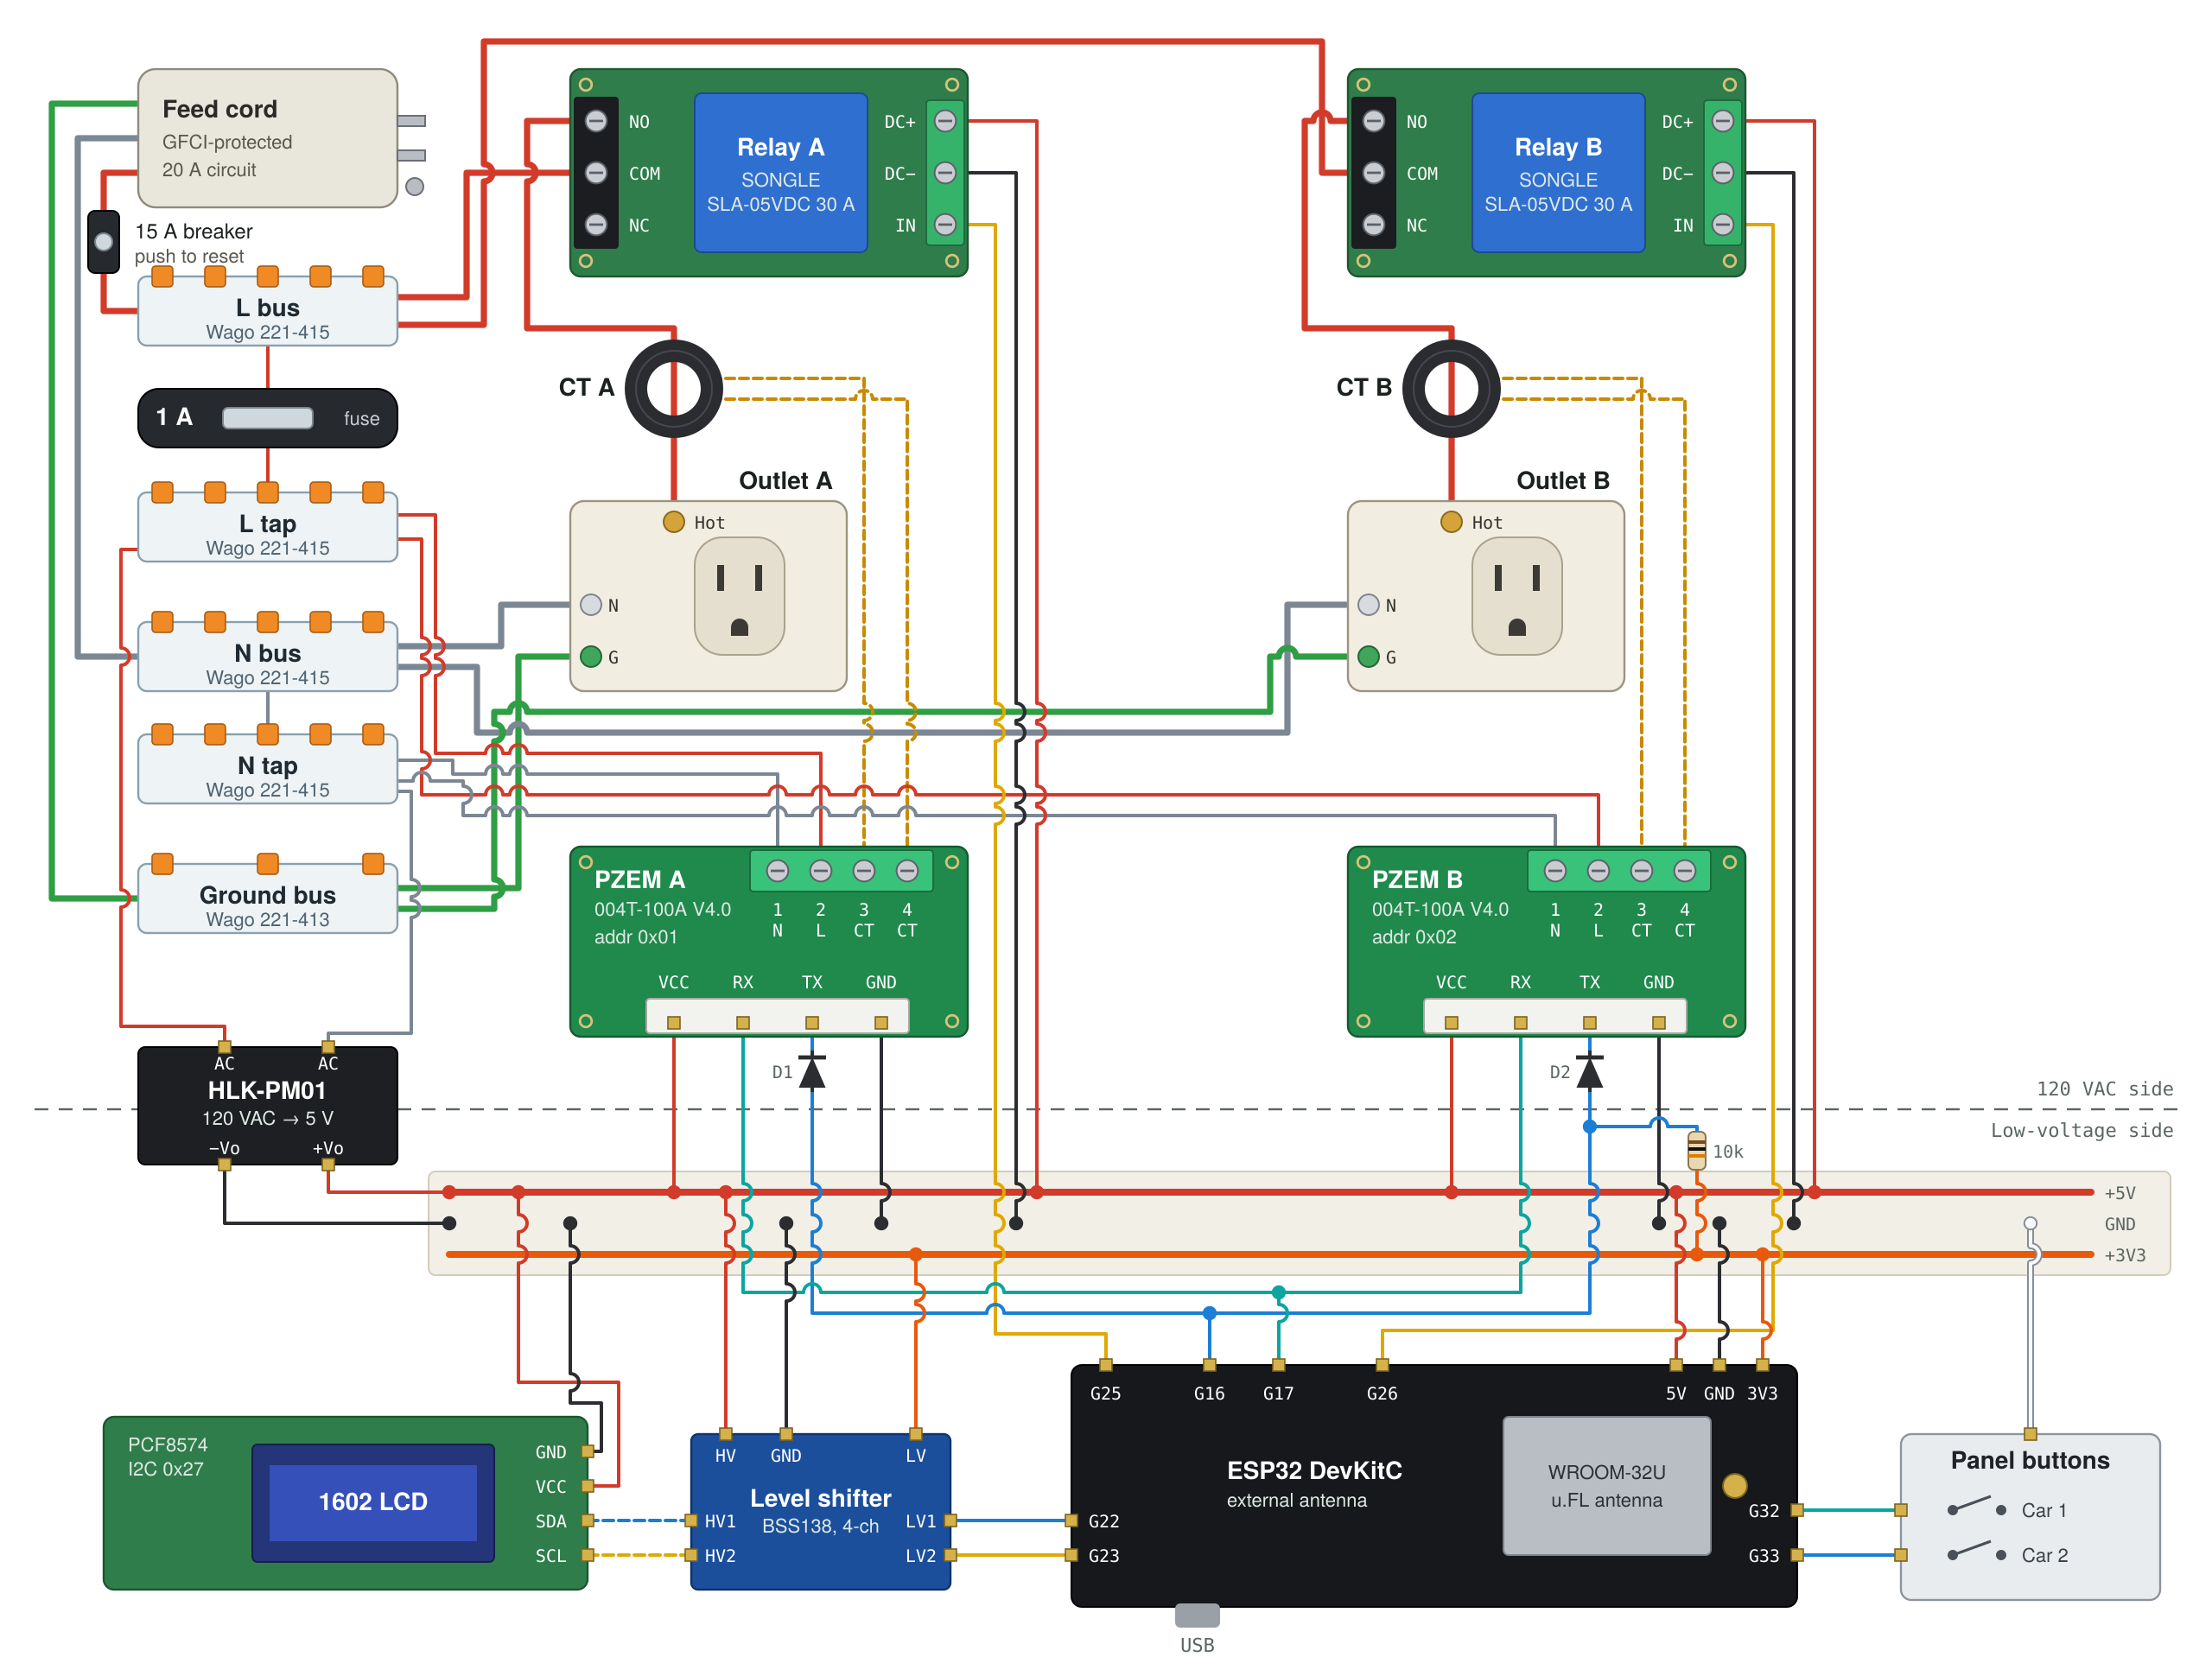 Feed cord
GFCI-protected
20 A circuit
15 A breaker
push to reset
L bus
Wago 221-415
1 A
fuse
L tap
Wago 221-415
N bus
Wago 221-415
N tap
Wago 221-415
Ground bus
Wago 221-413
AC
AC
HLK-PM01
120 VAC → 5 V
−Vo
+Vo
NO
COM
NC
Relay A
SONGLE
SLA-05VDC 30 A
DC+
DC−
IN
NO
COM
NC
Relay B
SONGLE
SLA-05VDC 30 A
DC+
DC−
IN
CT A
CT B
Outlet A
Hot
N
G
Outlet B
Hot
N
G
PZEM A
004T-100A V4.0
addr 0x01
1 2 3 4
N L CT CT
VCC RX TX GND
PZEM B
004T-100A V4.0
addr 0x02
1 2 3 4
N L CT CT
VCC RX TX GND
D1
D2
120 VAC side
Low-voltage side
10k
+5V
GND
+3V3
PCF8574
I2C 0x27
1602 LCD
GND
VCC
SDA
SCL
HV GND LV
Level shifter
BSS138, 4-ch
HV1
HV2
LV1
LV2
G25 G16 G17 G26 5V GND 3V3
ESP32 DevKitC
external antenna
WROOM-32U
u.FL antenna
G22
G23
G32
G33
USB
Panel buttons
Car 1
Car 2